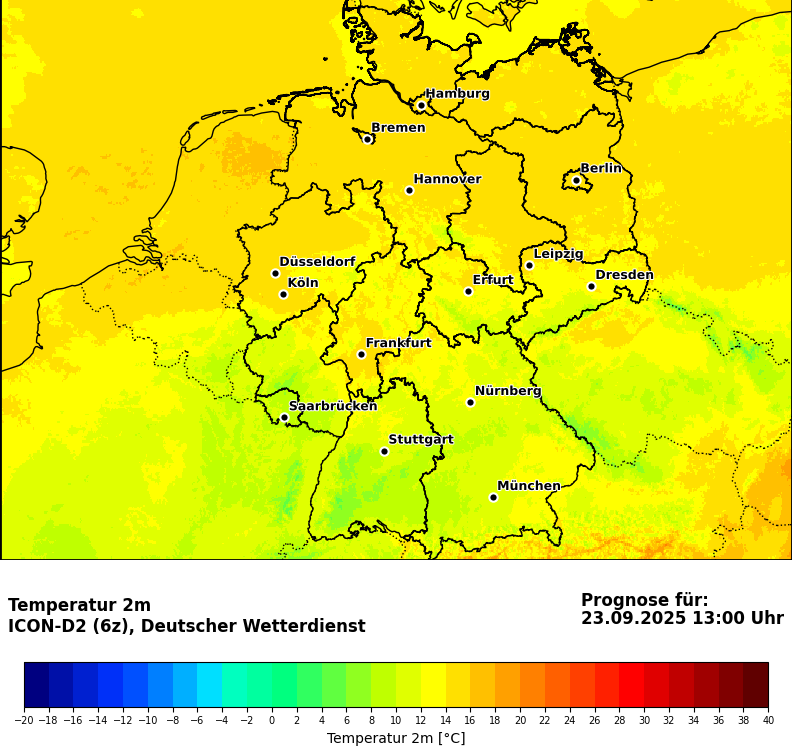 Hamburg
Bremen
Berlin
Hannover
Leipzig
Düsseldorf
Dresden
Köln
Erfurt
Frankfurt
Nürnberg
Saarbrücken
Stuttgart
München
Temperatur 2m
ICON-D2 (6z), Deutscher Wetterdienst
Prognose für:
23.09.2025 13:00 Uhr
−20 −18 −16 −14 −12 −10 −8 −6 −4 −2 0 2 4 6 8 10 12 14 16 18 20 22 24 26 28 30 32 34 36 38 40
Temperatur 2m [°C]